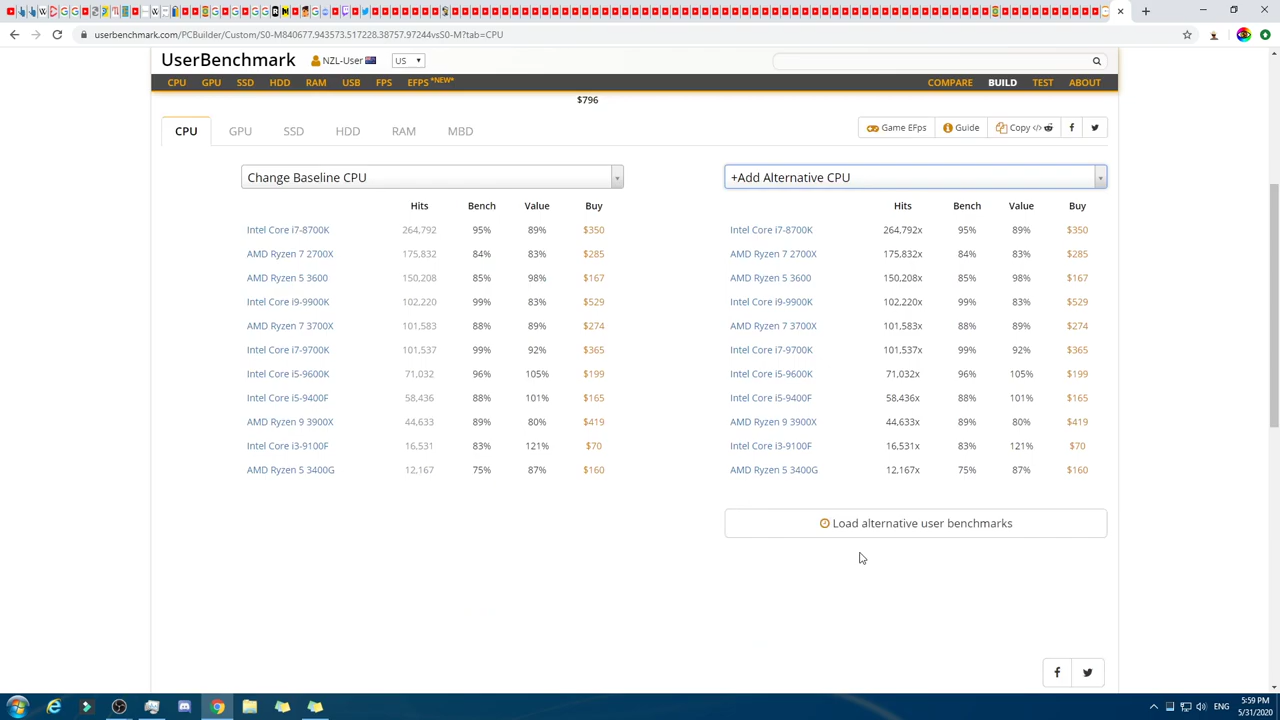 userbenchmark.com/PCBuilder/Custom/S0-M840677.943573.517228.38757.97244vsS0-M?tab=CPU
UserBenchmark
NZL-User
US
CPU GPU SSD HDD RAM USB FPS EFPS *NEW*
COMPARE BUILD TEST ABOUT
$796
CPU GPU SSD HDD RAM MBD
Game EFps Guide Copy </>
Change Baseline CPU +Add Alternative CPU
Hits Bench Value Buy Hits Bench Value Buy
Intel Core i7-8700K 264,792 95% 89% $350 Intel Core i7-8700K 264,792x 95% 89% $350
AMD Ryzen 7 2700X 175,832 84% 83% $285 AMD Ryzen 7 2700X 175,832x 84% 83% $285
AMD Ryzen 5 3600 150,208 85% 98% $167 AMD Ryzen 5 3600 150,208x 85% 98% $167
Intel Core i9-9900K 102,220 99% 83% $529 Intel Core i9-9900K 102,220x 99% 83% $529
AMD Ryzen 7 3700X 101,583 88% 89% $274 AMD Ryzen 7 3700X 101,583x 88% 89% $274
Intel Core i7-9700K 101,537 99% 92% $365 Intel Core i7-9700K 101,537x 99% 92% $365
Intel Core i5-9600K 71,032 96% 105% $199 Intel Core i5-9600K 71,032x 96% 105% $199
Intel Core i5-9400F 58,436 88% 101% $165 Intel Core i5-9400F 58,436x 88% 101% $165
AMD Ryzen 9 3900X 44,633 89% 80% $419 AMD Ryzen 9 3900X 44,633x 89% 80% $419
Intel Core i3-9100F 16,531 83% 121% $70 Intel Core i3-9100F 16,531x 83% 121% $70
AMD Ryzen 5 3400G 12,167 75% 87% $160 AMD Ryzen 5 3400G 12,167x 75% 87% $160
Load alternative user benchmarks
ENG
5:59 PM
5/31/2020